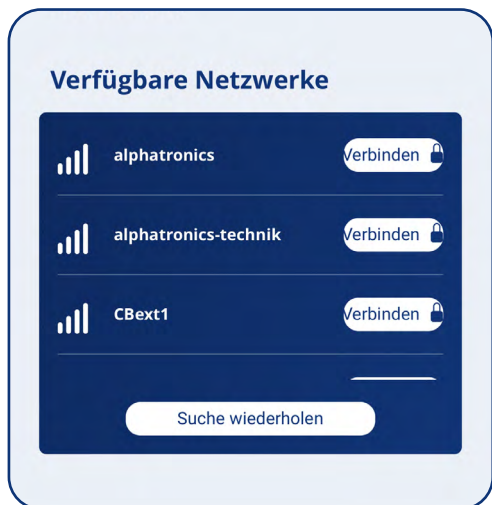 Verfügbare Netzwerke
alphatronics Verbinden
alphatronics-technik Verbinden
CBext1 Verbinden
Suche wiederholen